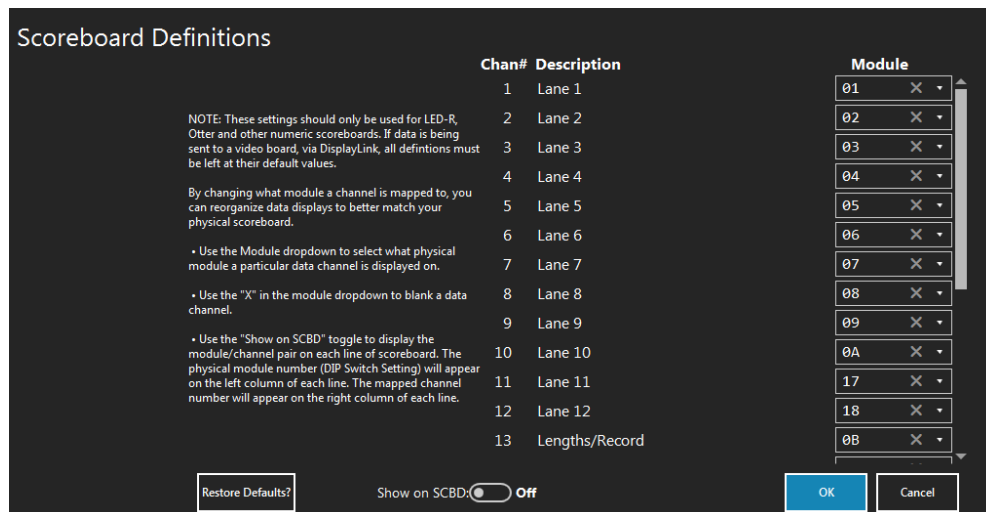 Scoreboard Definitions
Chan# Description Module
1 Lane 1 01
NOTE: These settings should only be used for LED-R,
Otter and other numeric scoreboards. If data is being
sent to a video board, via DisplayLink, all defintions must
be left at their default values.
By changing what module a channel is mapped to, you
can reorganize data displays to better match your
physical scoreboard.
• Use the Module dropdown to select what physical
module a particular data channel is displayed on.
• Use the "X" in the module dropdown to blank a data
channel.
• Use the "Show on SCBD" toggle to display the
module/channel pair on each line of scoreboard. The
physical module number (DIP Switch Setting) will appear
on the left column of each line. The mapped channel
number will appear on the right column of each line.
2 Lane 2 02
3 Lane 3 03
4 Lane 4 04
5 Lane 5 05
6 Lane 6 06
7 Lane 7 07
8 Lane 8 08
9 Lane 9 09
10 Lane 10 0A
11 Lane 11 17
12 Lane 12 18
13 Lengths/Record 0B
Restore Defaults? Show on SCBD: Off OK Cancel